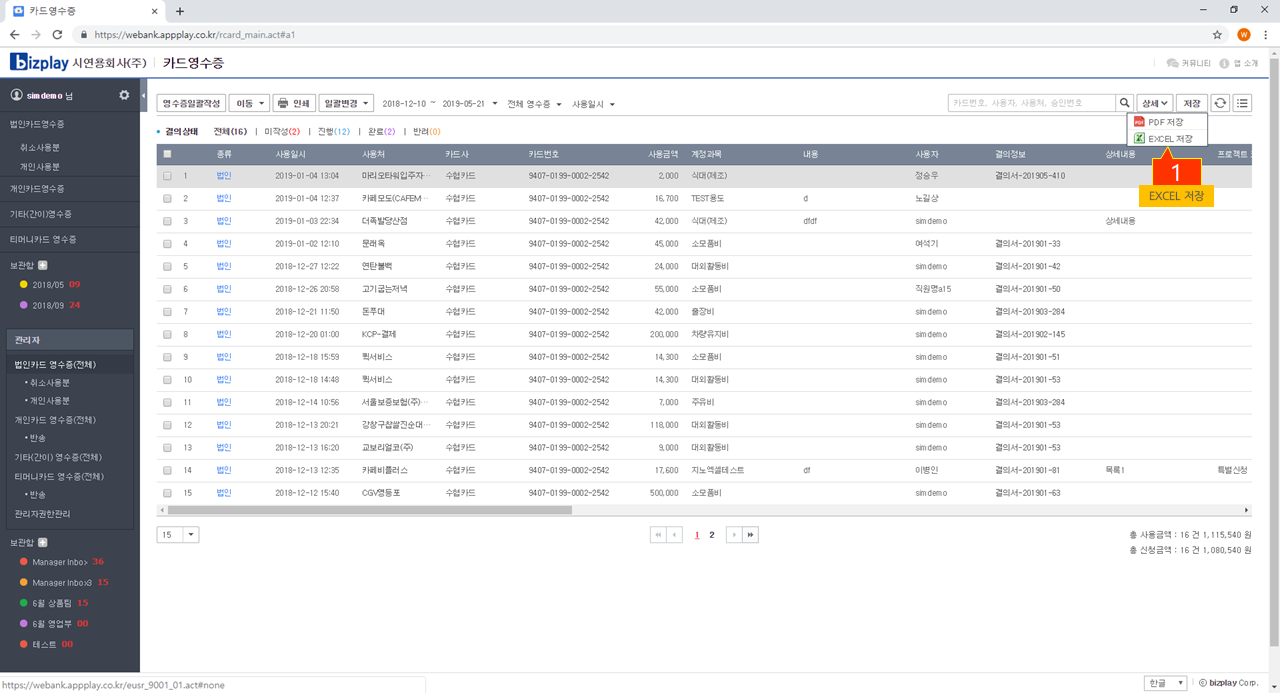 카드영수증
https://webank.appplay.co.kr/rcard_main.act#a1
W
bizplay 시연용회사(주) 카드영수증
커뮤니티 앱 소개
simdemo 님
법인카드영수증
취소사용분
개인사용분
개인카드영수증
기타(간이)영수증
티머니카드 영수증
보관함
2018/05 09
2018/09 24
관리자
법인카드 영수증(전체)
• 취소사용분
• 개인사용분
개인카드 영수증(전체)
• 반송
기타(간이) 영수증(전체)
티머니카드 영수증(전체)
• 반송
관리자권한관리
보관함
Manager Inbo> 36
Manager Inbox3 15
6월 상품팀 15
6월 영업부 00
테스트 00
영수증일괄작성 이동 인쇄 일괄변경 2018-12-10 ~ 2019-05-21 전체 영수증 사용일시 카드번호, 사용자, 사용처, 승인번호 상세 저장
PDF 저장
EXCEL 저장
1
EXCEL 저장
• 결의상태 전체(16) | 미작성(2) | 진행(12) | 완료(2) | 반려(0)
종류 사용일시 사용처 카드사 카드번호 사용금액 계정과목 내용 사용자 결의정보 상세내용 프로젝트
1 법인 2019-01-04 13:04 마리오타워입주자··· 수협카드 9407-0199-0002-2542 2,000 식대(제조) 정승우 결의서-201905-410
2 법인 2019-01-04 12:37 카페모도(CAFEM··· 수협카드 9407-0199-0002-2542 16,700 TEST용도 d 노길상
3 법인 2019-01-03 22:34 더족발당산점 수협카드 9407-0199-0002-2542 42,000 식대(제조) dfdf simdemo 상세내용
4 법인 2019-01-02 12:10 문래옥 수협카드 9407-0199-0002-2542 45,000 소모품비 여석기 결의서-201901-33
5 법인 2018-12-27 12:22 연탄불백 수협카드 9407-0199-0002-2542 24,000 대외활동비 simdemo 결의서-201901-42
6 법인 2018-12-26 20:58 고기굽는저녁 수협카드 9407-0199-0002-2542 55,000 소모품비 직원명a15 결의서-201901-50
7 법인 2018-12-21 11:50 돈푸대 수협카드 9407-0199-0002-2542 42,000 출장비 simdemo 결의서-201903-284
8 법인 2018-12-20 01:00 KCP-결제 수협카드 9407-0199-0002-2542 200,000 차량유지비 simdemo 결의서-201902-145
9 법인 2018-12-18 15:59 퀵서비스 수협카드 9407-0199-0002-2542 14,300 소모품비 simdemo 결의서-201901-51
10 법인 2018-12-18 14:48 퀵서비스 수협카드 9407-0199-0002-2542 14,300 대외활동비 simdemo 결의서-201901-53
11 법인 2018-12-14 10:56 서울보증보험(주)··· 수협카드 9407-0199-0002-2542 7,000 주유비 simdemo 결의서-201903-284
12 법인 2018-12-13 20:21 강창구찹쌀진순대··· 수협카드 9407-0199-0002-2542 118,000 대외활동비 simdemo 결의서-201901-53
13 법인 2018-12-13 16:20 교보리얼코(주) 수협카드 9407-0199-0002-2542 9,000 대외활동비 simdemo 결의서-201901-53
14 법인 2018-12-13 12:35 카페비플러스 수협카드 9407-0199-0002-2542 17,600 지노엑셀테스트 df 이병인 결의서-201901-81 목록1 특별신청
15 법인 2018-12-12 15:40 CGV영등포 수협카드 9407-0199-0002-2542 500,000 소모품비 simdemo 결의서-201901-63
15 1 2
총 사용금액 : 16 건 1,115,540 원
총 신청금액 : 16 건 1,080,540 원
https://webank.appplay.co.kr/eusr_9001_01.act#none
한글 | © bizplay Corp.